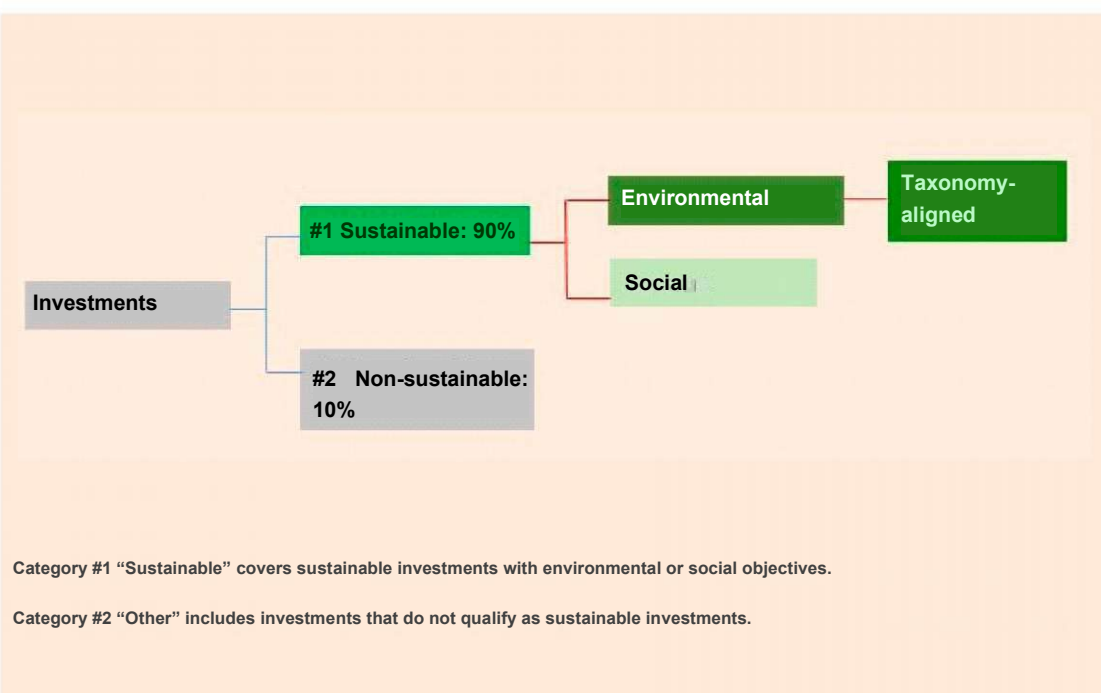 Taxonomy-
aligned
Environmental
#1 Sustainable: 90%
Social
Investments
#2 Non-sustainable:
10%
Category #1 “Sustainable” covers sustainable investments with environmental or social objectives.
Category #2 “Other” includes investments that do not qualify as sustainable investments.